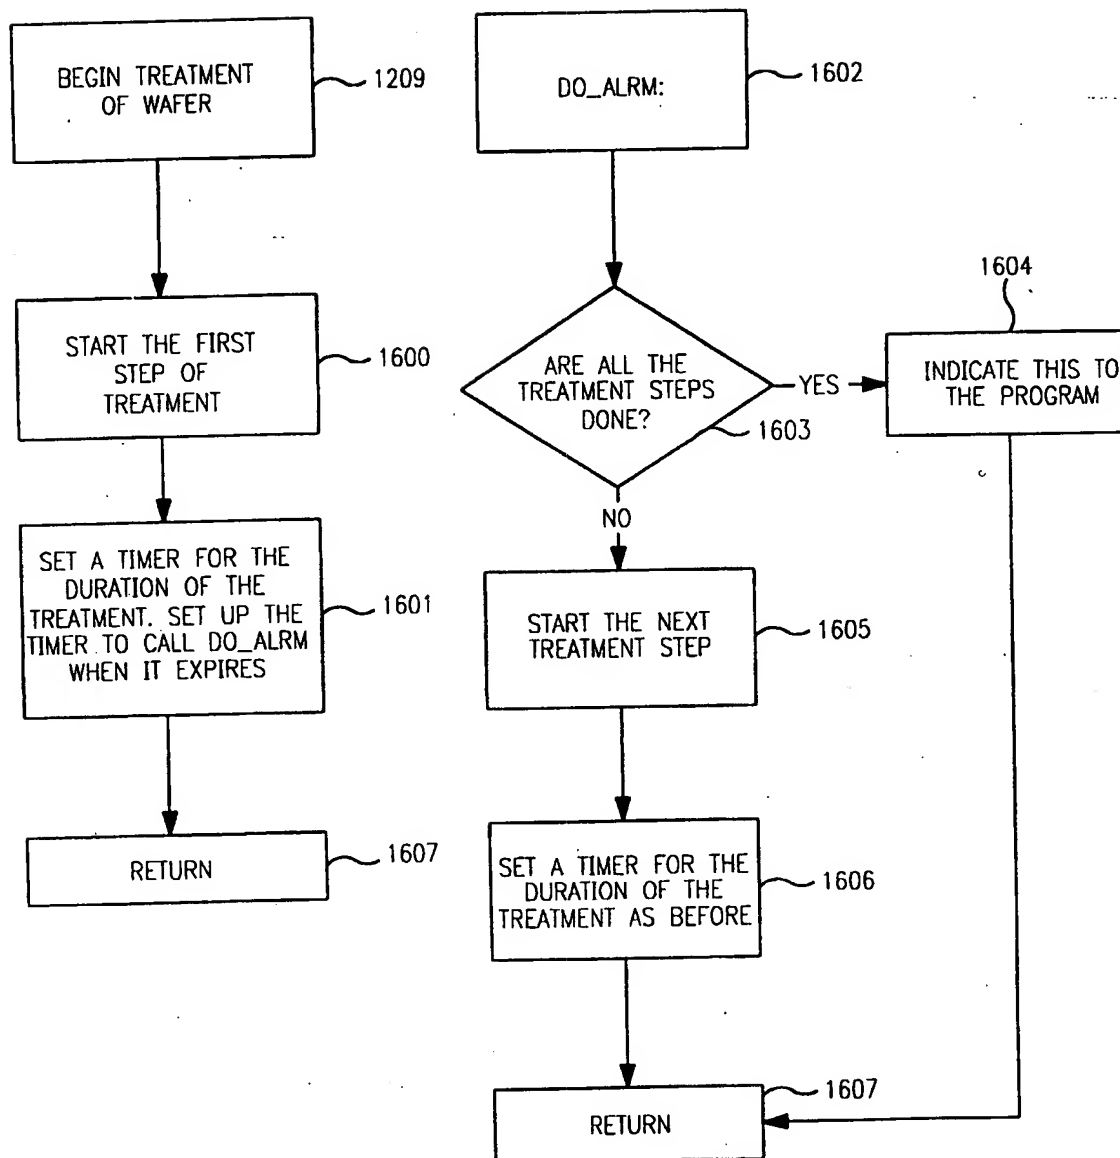 BEGIN TREATMENT
OF WAFER
1209
START THE FIRST
STEP OF
TREATMENT
1600
SET A TIMER FOR THE
DURATION OF THE
TREATMENT. SET UP THE
TIMER TO CALL DO_ALRM
WHEN IT EXPIRES
1601
RETURN
1607
DO_ALRM:
1602
ARE ALL THE
TREATMENT STEPS
DONE?
1603
YES
1604
INDICATE THIS TO
THE PROGRAM
NO
START THE NEXT
TREATMENT STEP
1605
SET A TIMER FOR THE
DURATION OF THE
TREATMENT AS BEFORE
1606
RETURN
1607